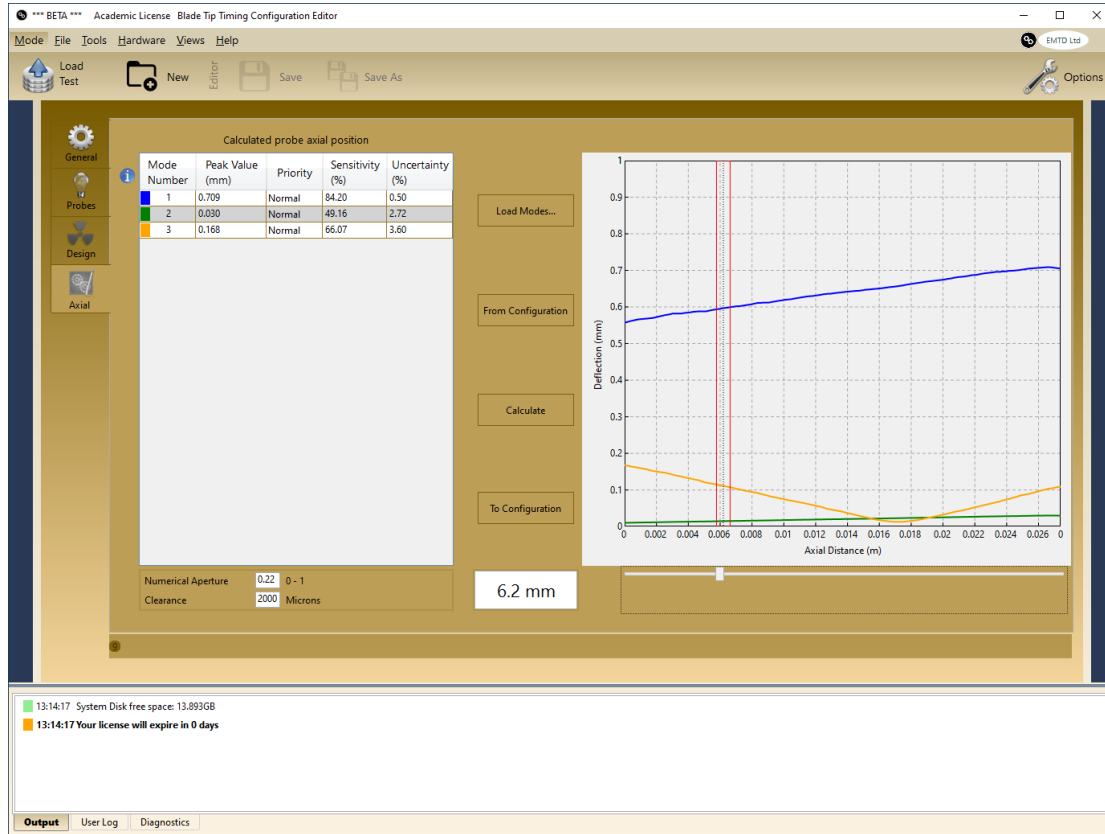 *** BETA *** Academic License Blade Tip Timing Configuration Editor
Mode File Tools Hardware Views Help
EMTD Ltd
Load Test
New
Editor
Save
Save As
Options
General
Probes
Design
Axial
Calculated probe axial position
Mode Number Peak Value (mm) Priority Sensitivity (%) Uncertainty (%)
1 0.709 Normal 84.20 0.50
2 0.030 Normal 49.16 2.72
3 0.168 Normal 66.07 3.60
Load Modes...
From Configuration
Calculate
To Configuration
Numerical Aperture 0.22 0 - 1
Clearance 2000 Microns
6.2 mm
Deflection (mm)
1
0.9
0.8
0.7
0.6
0.5
0.4
0.3
0.2
0.1
0
0 0.002 0.004 0.006 0.008 0.01 0.012 0.014 0.016 0.018 0.02 0.022 0.024 0.026 0
Axial Distance (m)
13:14:17 System Disk free space: 13.893GB
13:14:17 Your license will expire in 0 days
Output User Log Diagnostics